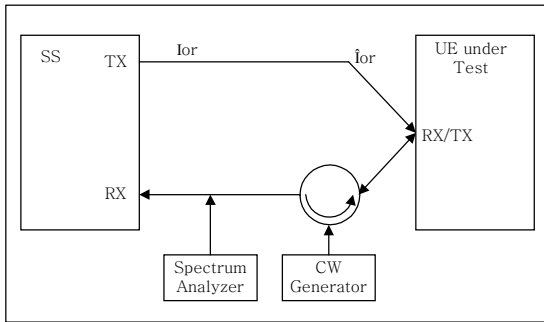 SS
TX
Ior
Îor
UE under
Test
RX/TX
RX
Spectrum
Analyzer
CW
Generator